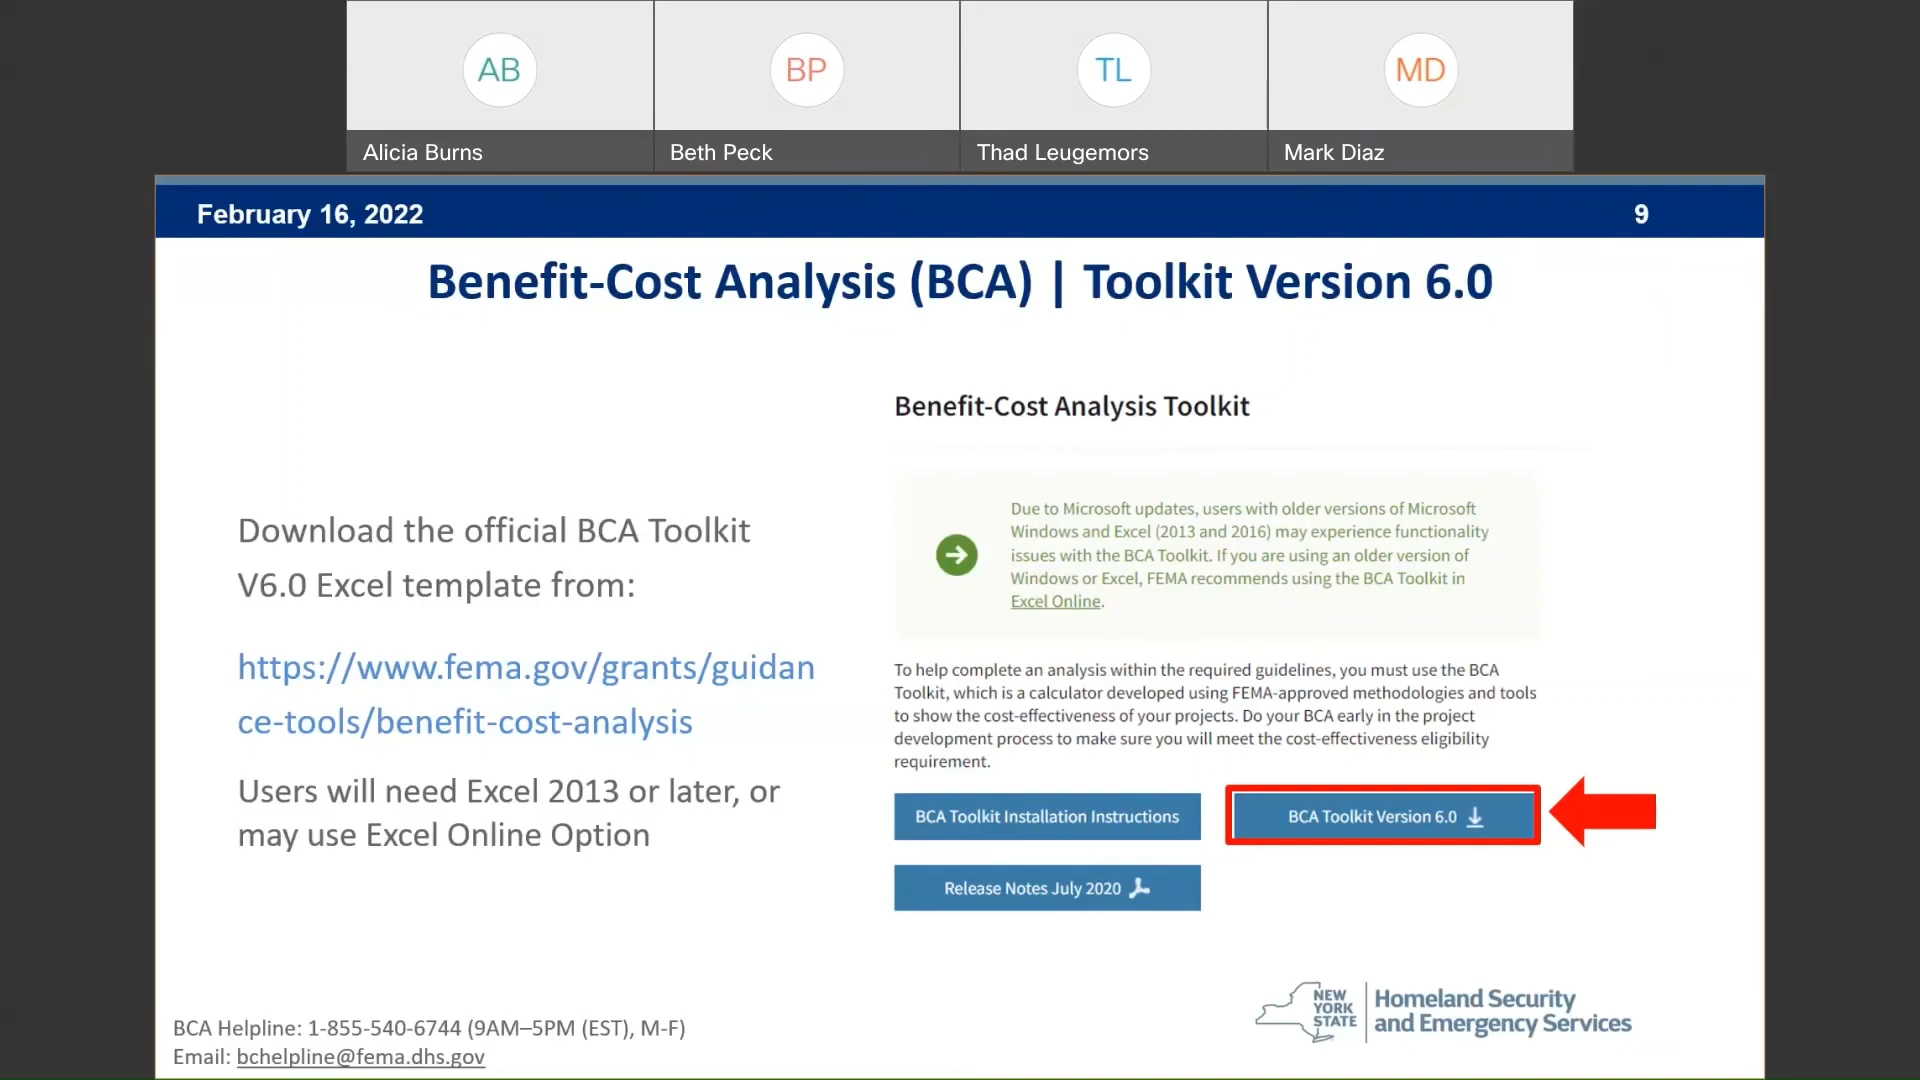 AB
BP
TL
MD
Alicia Burns
Beth Peck
Thad Leugemors
Mark Diaz
February 16, 2022
9
Benefit-Cost Analysis (BCA) | Toolkit Version 6.0
Download the official BCA Toolkit
V6.0 Excel template from:
https://www.fema.gov/grants/guidan
ce-tools/benefit-cost-analysis
Users will need Excel 2013 or later, or
may use Excel Online Option
Benefit-Cost Analysis Toolkit
Due to Microsoft updates, users with older versions of Microsoft
Windows and Excel (2013 and 2016) may experience functionality
issues with the BCA Toolkit. If you are using an older version of
Windows or Excel, FEMA recommends using the BCA Toolkit in
Excel Online.
To help complete an analysis within the required guidelines, you must use the BCA
Toolkit, which is a calculator developed using FEMA-approved methodologies and tools
to show the cost-effectiveness of your projects. Do your BCA early in the project
development process to make sure you will meet the cost-effectiveness eligibility
requirement.
BCA Toolkit Installation Instructions
BCA Toolkit Version 6.0
Release Notes July 2020
BCA Helpline: 1-855-540-6744 (9AM–5PM (EST), M-F)
Email: bchelpline@fema.dhs.gov
NEW
YORK
STATE
Homeland Security
and Emergency Services